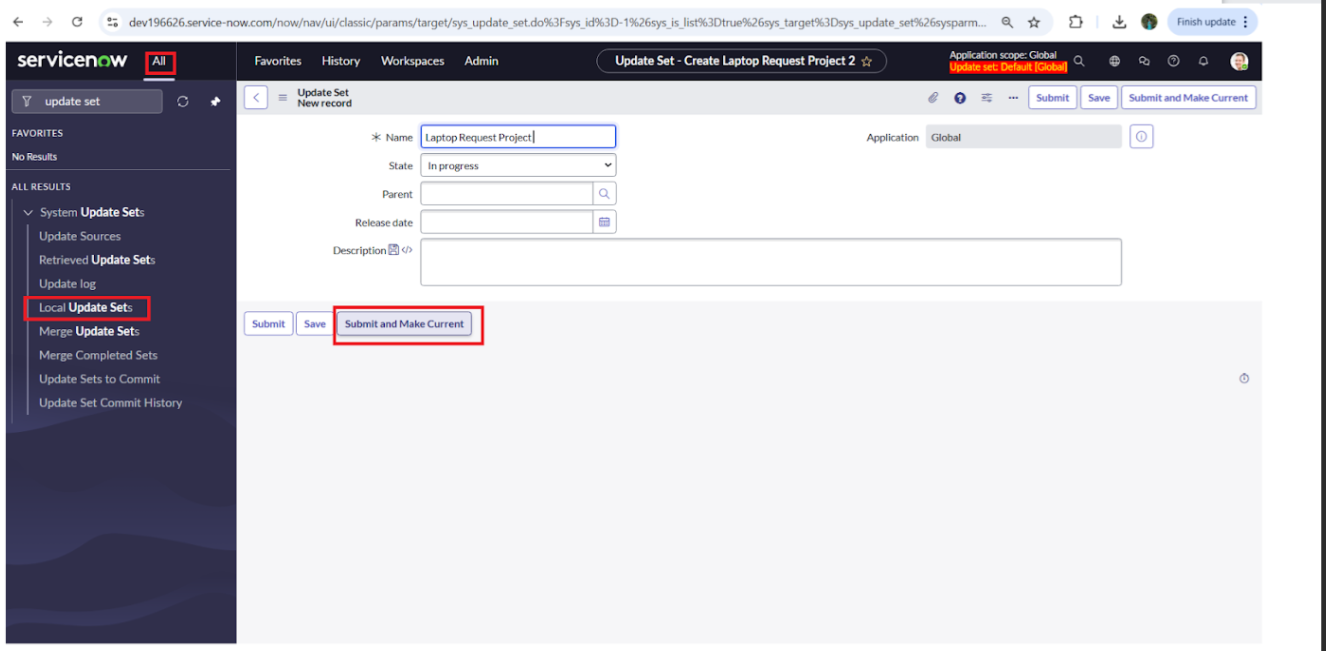 dev196626.service-now.com/now/nav/ui/classic/params/target/sys_update_set.do%3Fsys_id%3D-1%26sys_is_list%3Dtrue%26sys_target%3Dsys_update_set%26sysparm...
Finish update
servicenow
All
Favorites History Workspaces Admin
Update Set - Create Laptop Request Project 2
Application scope: Global
Update set: Default [Global]
update set
FAVORITES
No Results
ALL RESULTS
System Update Sets
Update Sources
Retrieved Update Sets
Update log
Local Update Sets
Merge Update Sets
Merge Completed Sets
Update Sets to Commit
Update Set Commit History
Update Set
New record
Submit Save Submit and Make Current
Name Laptop Request Project
Application Global
State In progress
Parent
Release date
Description
Submit Save Submit and Make Current